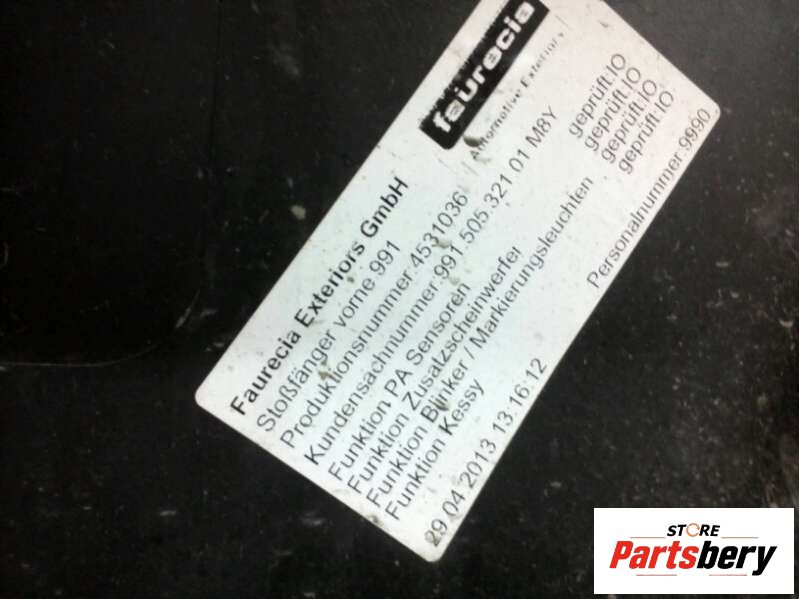 faurecia
Automotive Exteriors
Faurecia Exteriors GmbH
Stoßfänger vorne 991
Produktionsnummer:4531036
Kundensachnummer:991.505.321.01 M8Y
Funktion PA Sensoren geprüft:IO
Funktion Zusatzscheinwerfer geprüft:IO
Funktion Blinker / Markierungsleuchten geprüft:IO
Funktion Kessy geprüft:IO
29.04.2013 13:16:12 Personalnummer:9990
STORE
Partsbery